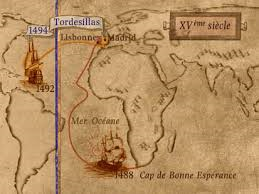 Tordesillas
XVème siècle
1494
Lisbonne Madrid
1492
Mer Océane
1488 Cap de Bonne Espérance